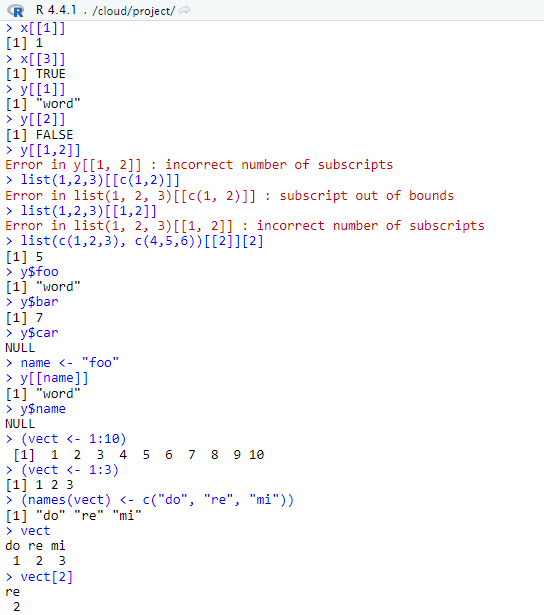 R 4.4.1 . /cloud/project/
> x[[1]]
[1] 1
> x[[3]]
[1] TRUE
> y[[1]]
[1] "word"
> y[[2]]
[1] FALSE
> y[[1,2]]
Error in y[[1, 2]] : incorrect number of subscripts
> list(1,2,3)[[c(1,2)]]
Error in list(1, 2, 3)[[c(1, 2)]] : subscript out of bounds
> list(1,2,3)[[1,2]]
Error in list(1, 2, 3)[[1, 2]] : incorrect number of subscripts
> list(c(1,2,3), c(4,5,6))[[2]][2]
[1] 5
> y$foo
[1] "word"
> y$bar
[1] 7
> y$car
NULL
> name <- "foo"
> y[[name]]
[1] "word"
> y$name
NULL
> (vect <- 1:10)
 [1]  1  2  3  4  5  6  7  8  9 10
> (vect <- 1:3)
[1] 1 2 3
> (names(vect) <- c("do", "re", "mi"))
[1] "do" "re" "mi"
> vect
do re mi
 1  2  3
> vect[2]
re
 2